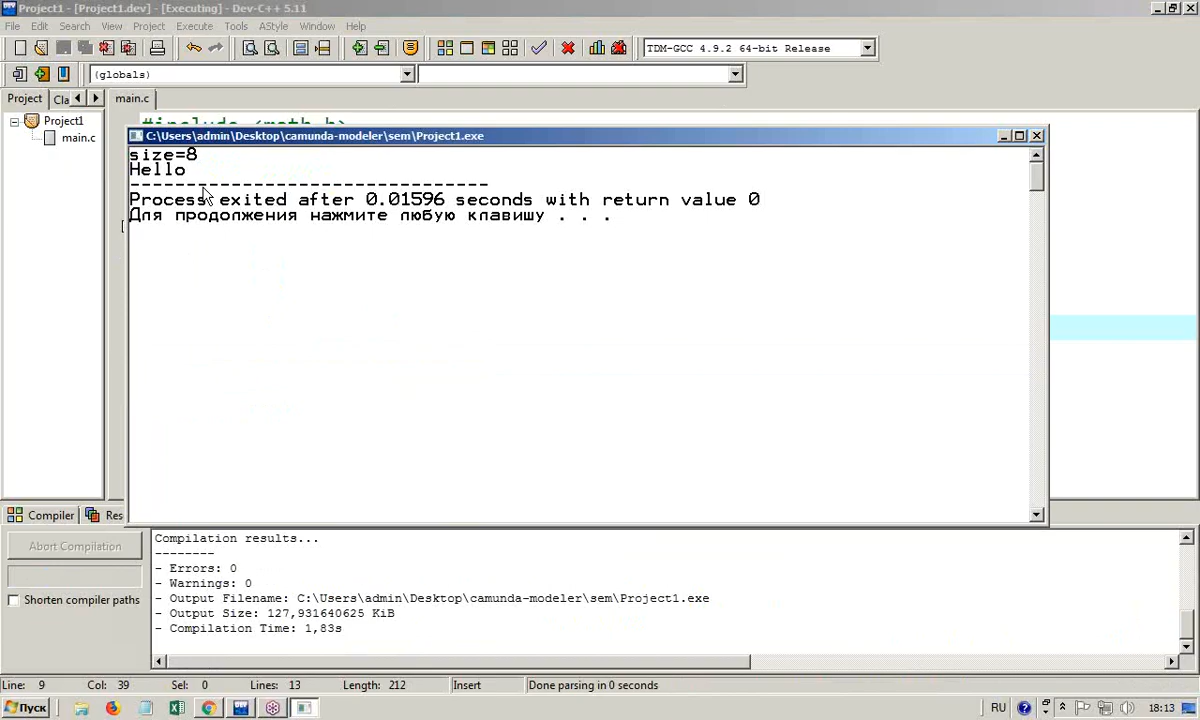 Project1 - [Project1.dev] - [Executing] - Dev-C++ 5.11
File Edit Search View Project Execute Tools AStyle Window Help
TDM-GCC 4.9.2 64-bit Release
(globals)
Project Cla main.c
#include <math.h>
Project1
main.c
C:\Users\admin\Desktop\camunda-modeler\sem\Project1.exe
size=8
Hello
--------------------------------
Process exited after 0.01596 seconds with return value 0
Для продолжения нажмите любую клавишу . . .
Compiler Res
Abort Compilation
Shorten compiler paths
Compilation results...
--------
- Errors: 0
- Warnings: 0
- Output Filename: C:\Users\admin\Desktop\camunda-modeler\sem\Project1.exe
- Output Size: 127,931640625 KiB
- Compilation Time: 1,83s
Line: 9 Col: 39 Sel: 0 Lines: 13 Length: 212 Insert Done parsing in 0 seconds
Пуск RU 18:13